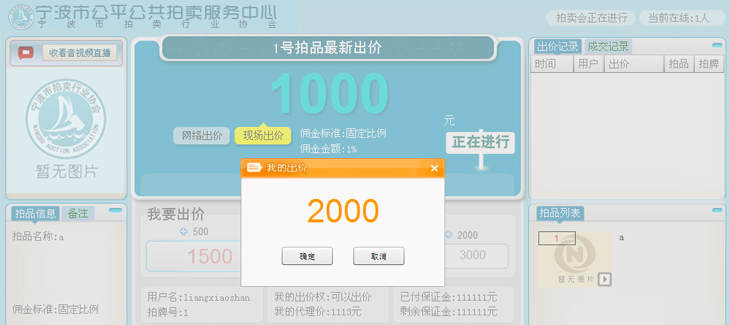 宁波市公平公共拍卖服务中心
宁波市拍卖行业协会
拍卖会正在进行
当前在线:1人
收看音视频直播
宁波市拍卖行业协会
NINGBO AUCTION ASSOCIATION
暂无图片
1号拍品最新出价
1000
元
网络出价
现场出价
佣金标准:固定比例
佣金金额:1%
正在进行
出价记录
成交记录
时间
用户
出价
拍品
拍牌
我的出价
2000
确定
取消
拍品信息
备注
拍品名称:a
佣金标准:固定比例
我要出价
500
1500
2000
3000
用户名:liangxiaoshan
拍牌号:1
我的出价权:可以出价
我的代理价:1113元
已付保证金:111111元
剩余保证金:111111元
拍品列表
1
a
暂无图片